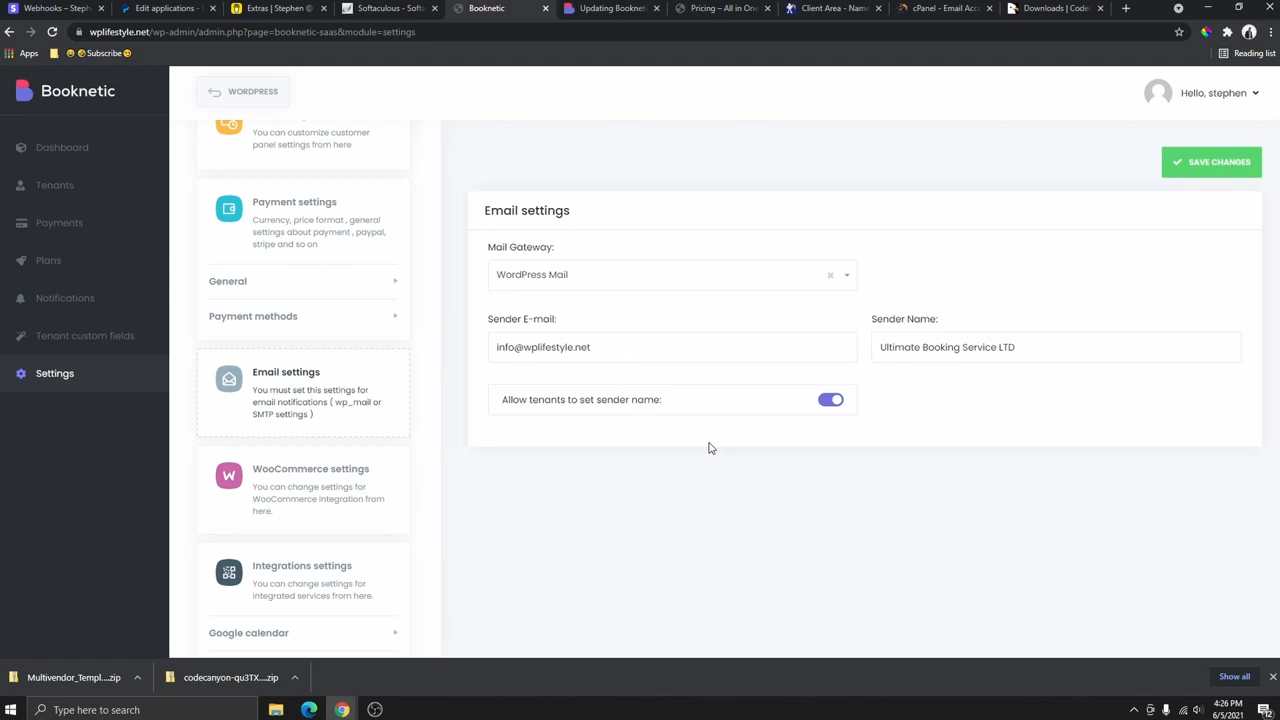 Webhooks – Stephe
Edit applications ·
Extras | Stephen @
Softaculous - Softa
Booknetic
Updating Booknetic
Pricing – All in One
Client Area - Name
cPanel - Email Acco
Downloads | Codel
wplifestyle.net/wp-admin/admin.php?page=booknetic-saas&module=settings
Apps
Subscribe
Reading list
Booknetic
WORDPRESS
Hello, stephen
Dashboard
Tenants
Payments
Plans
Notifications
Tenant custom fields
Settings
You can customize customer
panel settings from here
Payment settings
Currency, price format , general
settings about payment , paypal,
stripe and so on
General
Payment methods
Email settings
You must set this settings for
email notifications ( wp_mail or
SMTP settings )
WooCommerce settings
You can change settings for
WooCommerce integration from
here.
Integrations settings
You can change settings for
integrated services from here.
Google calendar
SAVE CHANGES
Email settings
Mail Gateway:
WordPress Mail
Sender E-mail:
Sender Name:
info@wplifestyle.net
Ultimate Booking Service LTD
Allow tenants to set sender name:
Multivendor_Templ....zip
codecanyon-qu3TX....zip
Show all
Type here to search
4:26 PM
6/5/2021